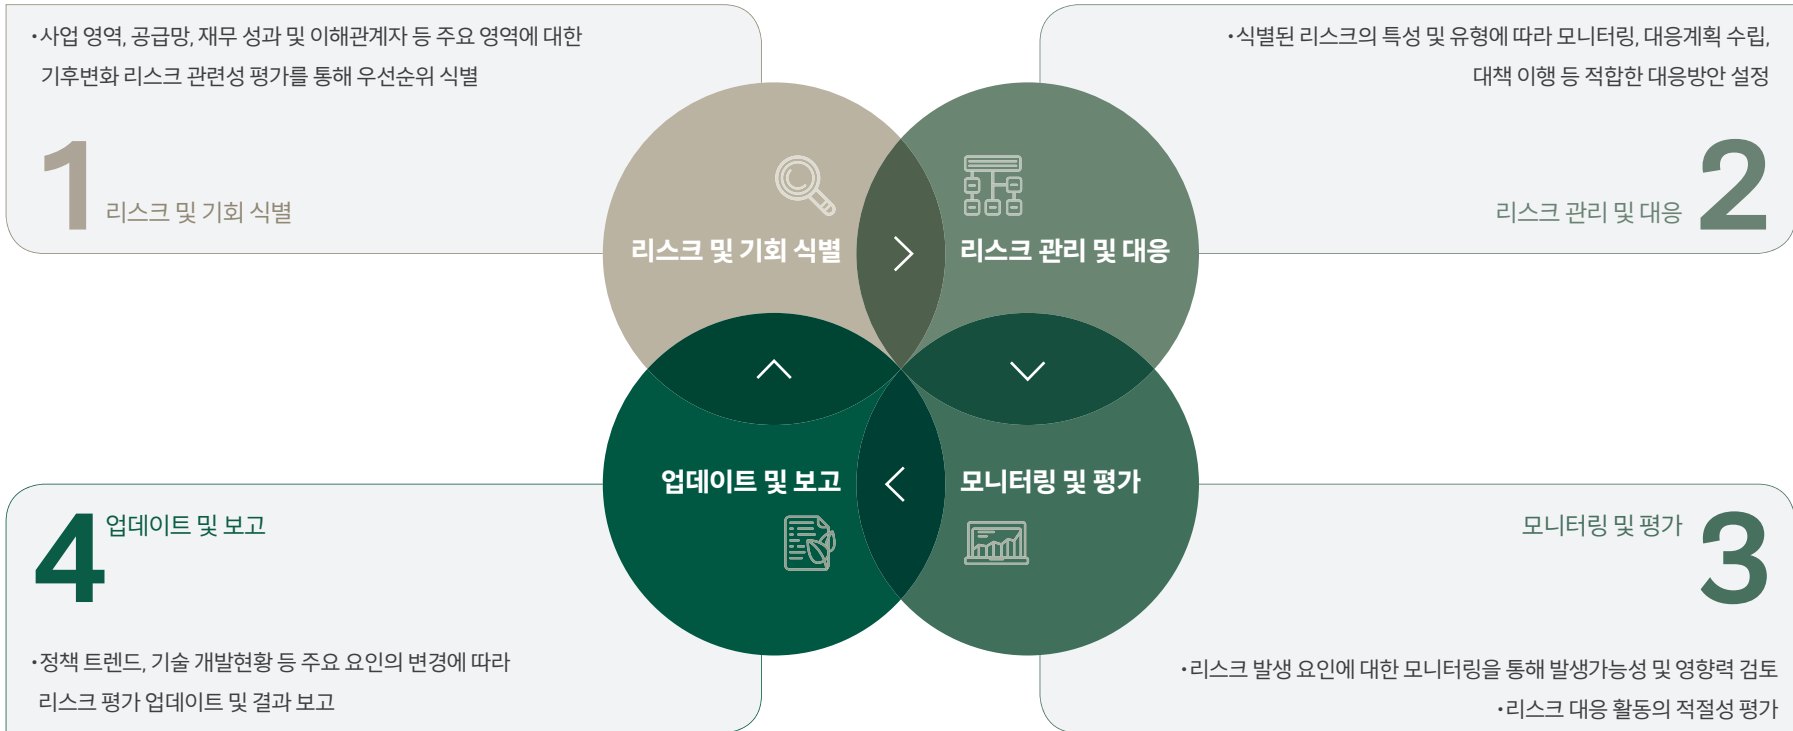 ·사업 영역, 공급망, 재무 성과 및 이해관계자 등 주요 영역에 대한
기후변화 리스크 관련성 평가를 통해 우선순위 식별
1
리스크 및 기회 식별
·식별된 리스크의 특성 및 유형에 따라 모니터링, 대응계획 수립,
대책 이행 등 적합한 대응방안 설정
리스크 관리 및 대응
2
리스크 및 기회 식별
리스크 관리 및 대응
업데이트 및 보고
모니터링 및 평가
4
업데이트 및 보고
·정책 트렌드, 기술 개발현황 등 주요 요인의 변경에 따라
리스크 평가 업데이트 및 결과 보고
모니터링 및 평가
3
·리스크 발생 요인에 대한 모니터링을 통해 발생가능성 및 영향력 검토
·리스크 대응 활동의 적절성 평가